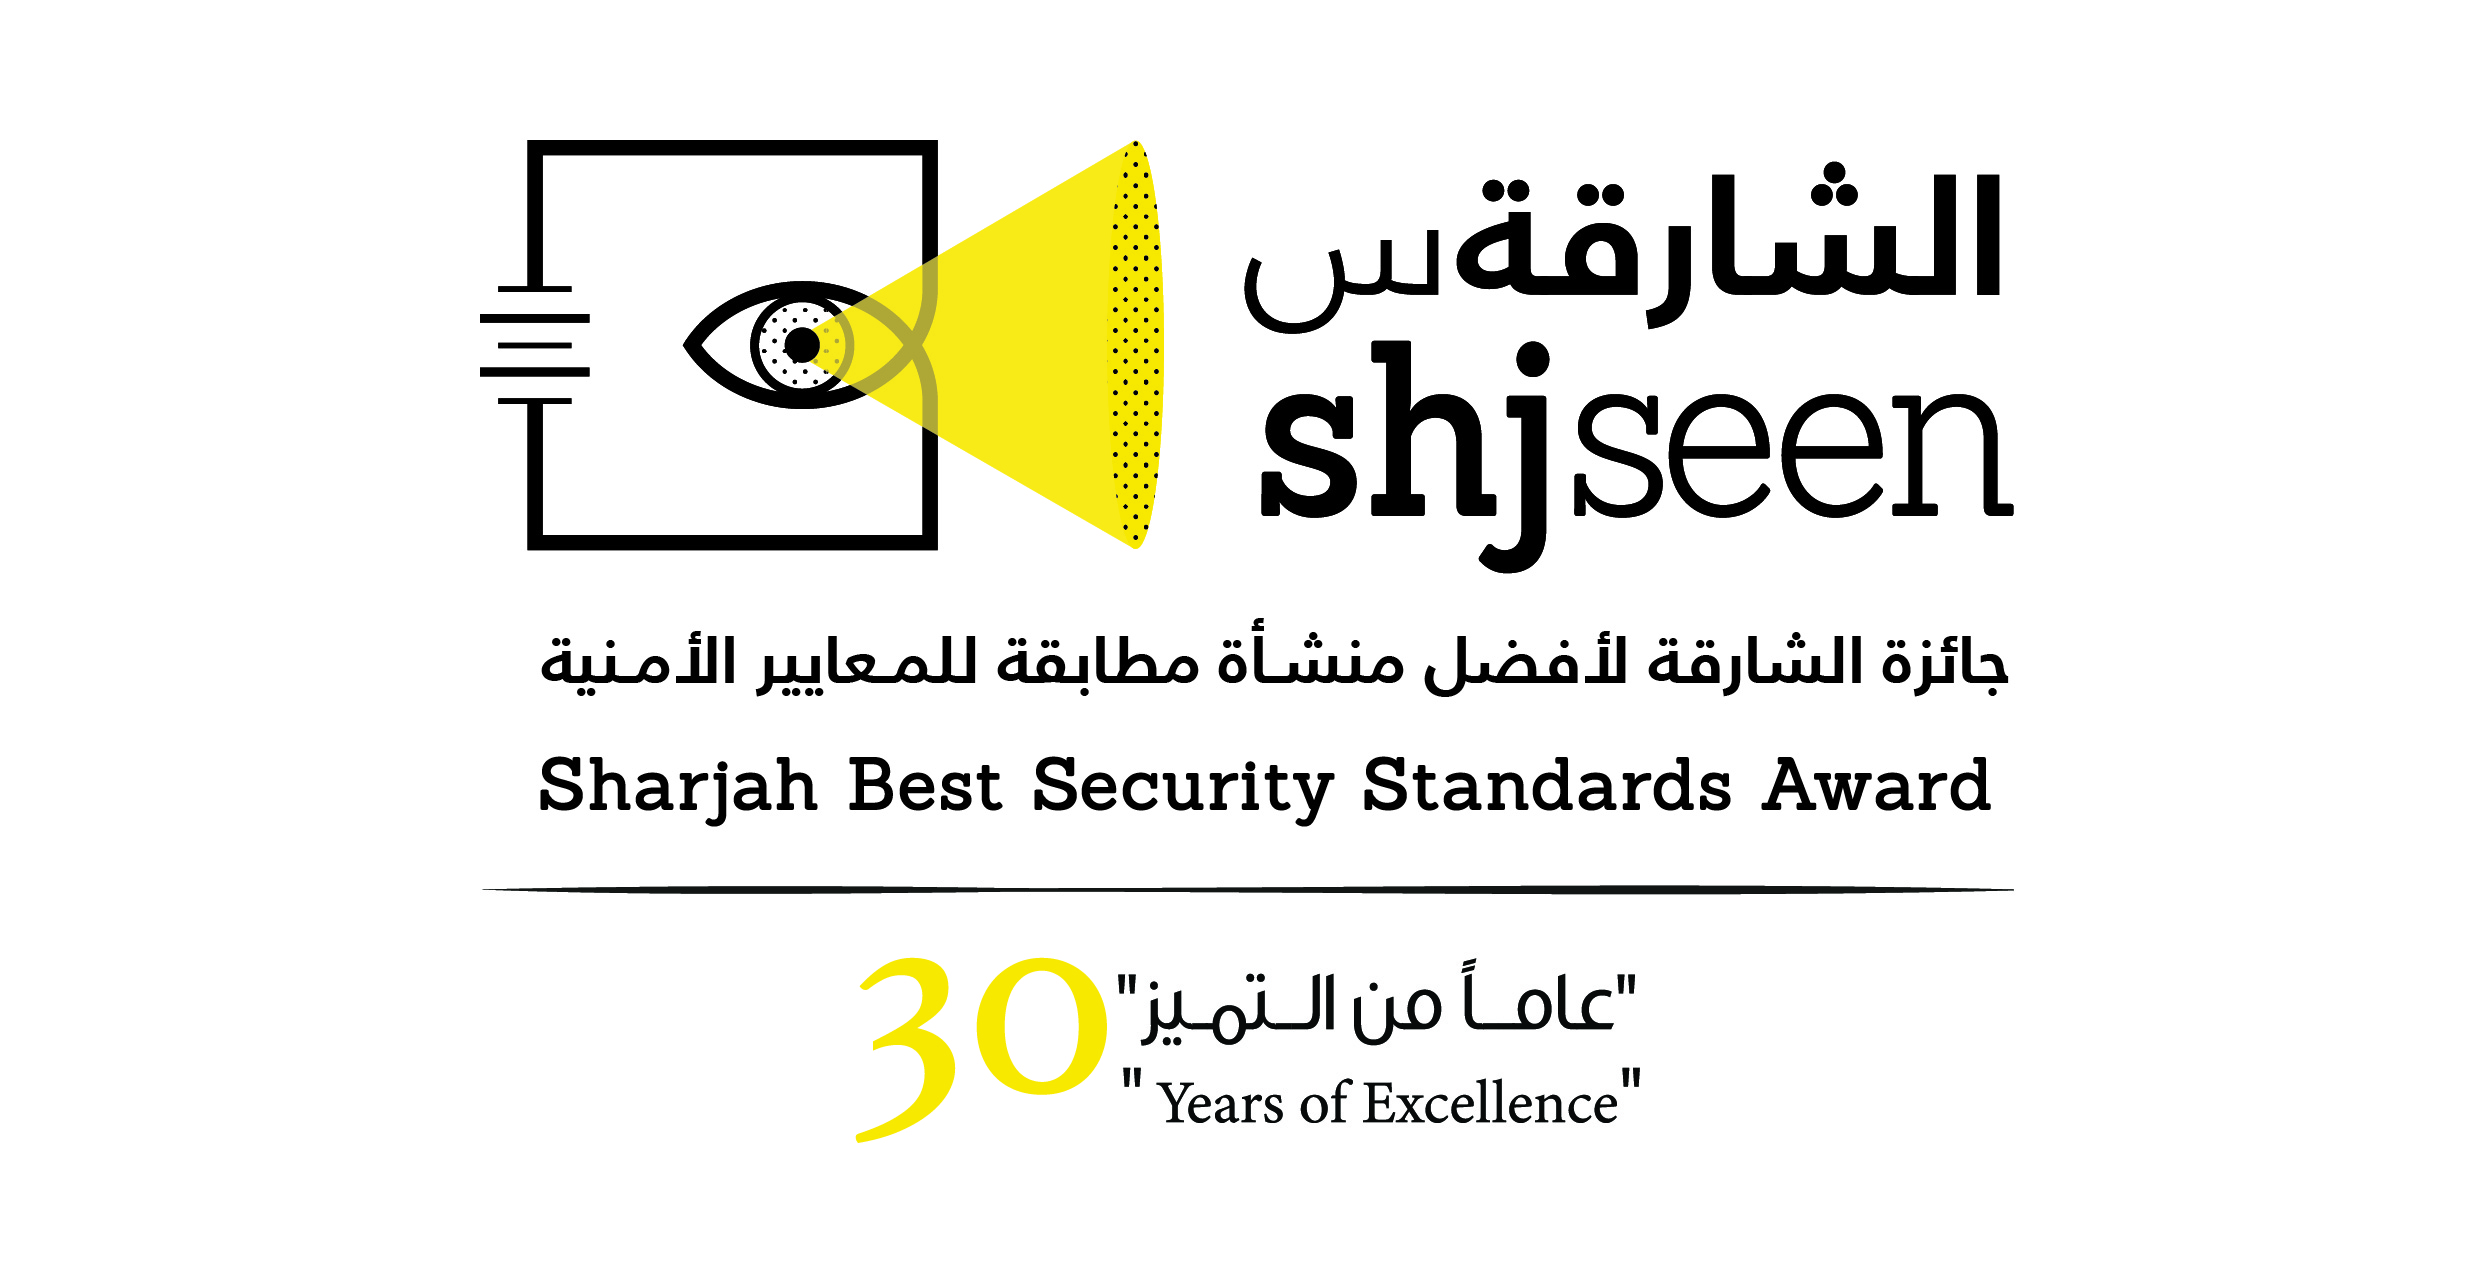 الشارقةس
shjseen
جائزة الشارقة لأفضل منشأة مطابقة للمعايير الأمنية
Sharjah Best Security Standards Award
30 "عاماً من التميز"
" Years of Excellence"